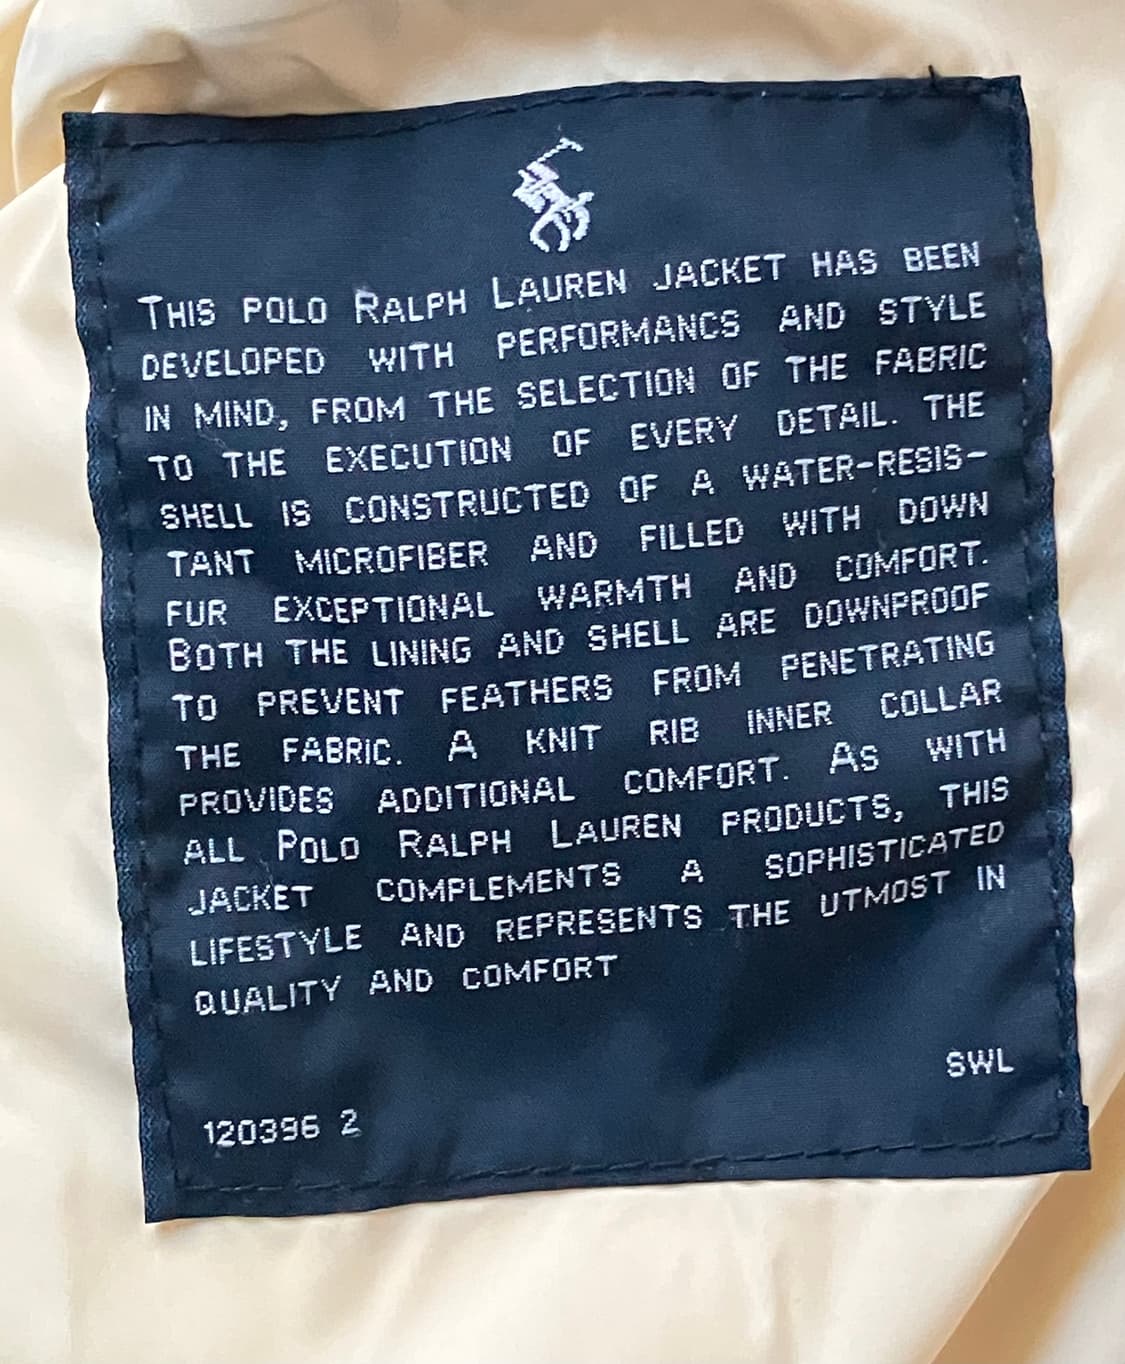 THIS POLO RALPH LAUREN JACKET HAS BEEN
DEVELOPED WITH PERFORMANCS AND STYLE
IN MIND, FROM THE SELECTION OF THE FABRIC
TO THE EXECUTION OF EVERY DETAIL. THE
SHELL IS CONSTRUCTED OF A WATER-RESIS-
TANT MICROFIBER AND FILLED WITH DOWN
FUR EXCEPTIONAL WARMTH AND COMFORT.
BOTH THE LINING AND SHELL ARE DOWNPROOF
TO PREVENT FEATHERS FROM PENETRATING
THE FABRIC. A KNIT RIB INNER COLLAR
PROVIDES ADDITIONAL COMFORT. AS WITH
ALL POLO RALPH LAUREN PRODUCTS, THIS
JACKET COMPLEMENTS A SOPHISTICATED
LIFESTYLE AND REPRESENTS THE UTMOST IN
QUALITY AND COMFORT
SWL
120396 2